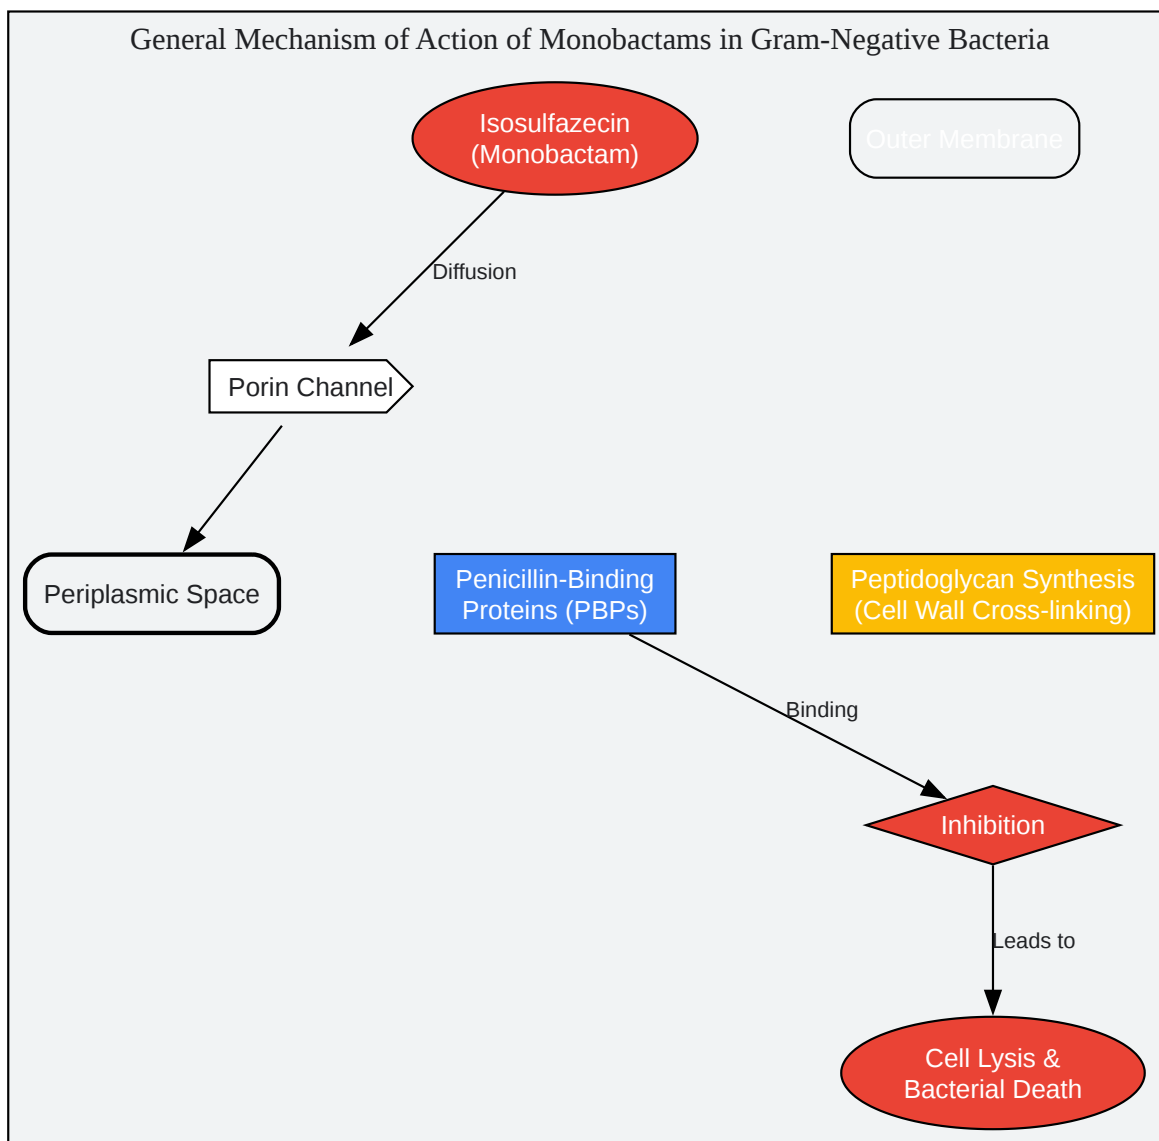 General Mechanism of Action of Monobactams in Gram-Negative Bacteria
Isosulfazecin
(Monobactam)
Outer Membrane
Diffusion
Porin Channel
Periplasmic Space
Penicillin-Binding
Proteins (PBPs)
Peptidoglycan Synthesis
(Cell Wall Cross-linking)
Binding
Inhibition
Leads to
Cell Lysis &
Bacterial Death